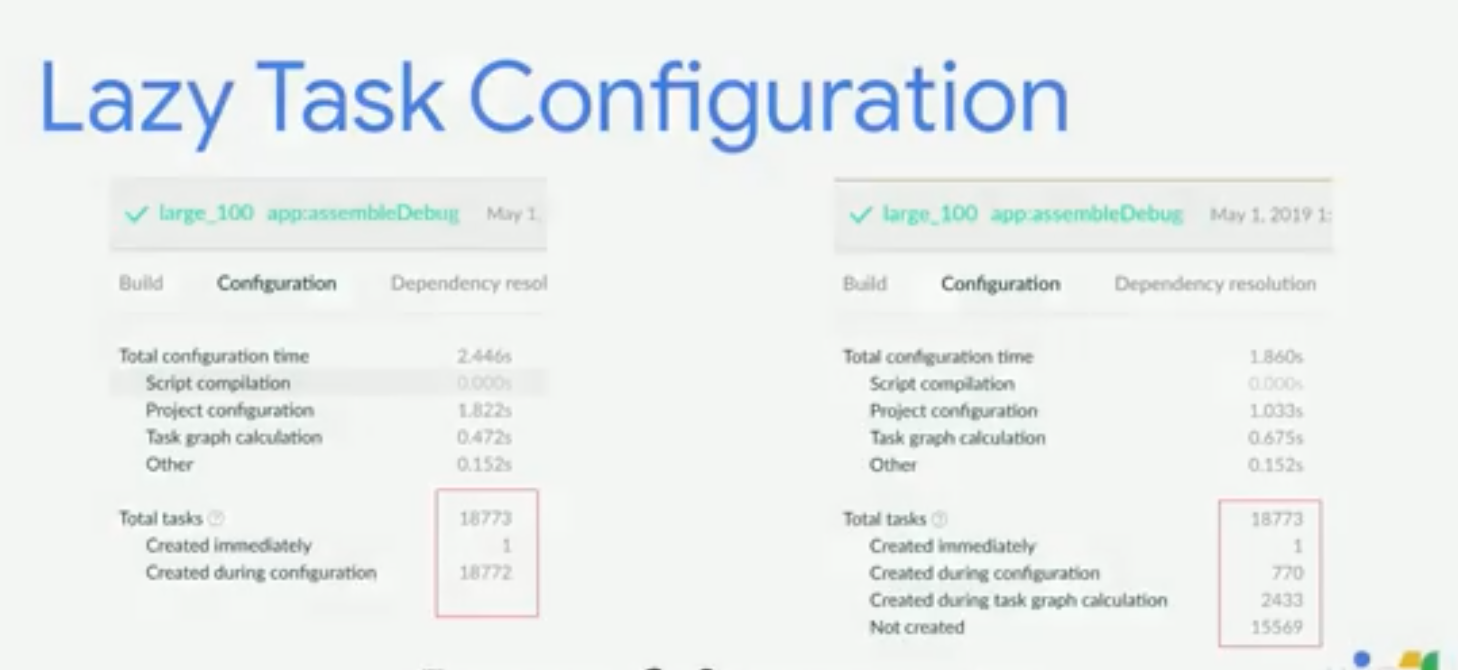 Lazy Task Configuration
large_100 app:assembleDebug May 1,
Build Configuration Dependency resol
Total configuration time 2.446s
Script compilation 0.000s
Project configuration 1.822s
Task graph calculation 0.472s
Other 0.152s
Total tasks 18773
Created immediately 1
Created during configuration 18772
large_100 app:assembleDebug May 1, 2019 1:
Build Configuration Dependency resolution
Total configuration time 1.860s
Script compilation 0.000s
Project configuration 1.033s
Task graph calculation 0.675s
Other 0.152s
Total tasks 18773
Created immediately 1
Created during configuration 770
Created during task graph calculation 2433
Not created 15569